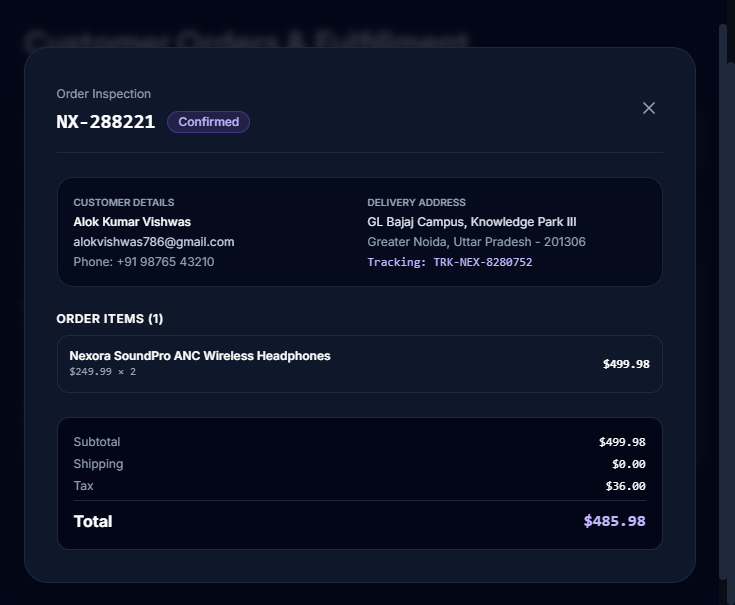 Customer Orders & Fulfillment
Order Inspection
NX-288221 Confirmed
CUSTOMER DETAILS
Alok Kumar Vishwas
alokvishwas786@gmail.com
Phone: +91 98765 43210
DELIVERY ADDRESS
GL Bajaj Campus, Knowledge Park III
Greater Noida, Uttar Pradesh - 201306
Tracking: TRK-NEX-8280752
ORDER ITEMS (1)
Nexora SoundPro ANC Wireless Headphones
$249.99 × 2
$499.98
Subtotal $499.98
Shipping $0.00
Tax $36.00
Total $485.98